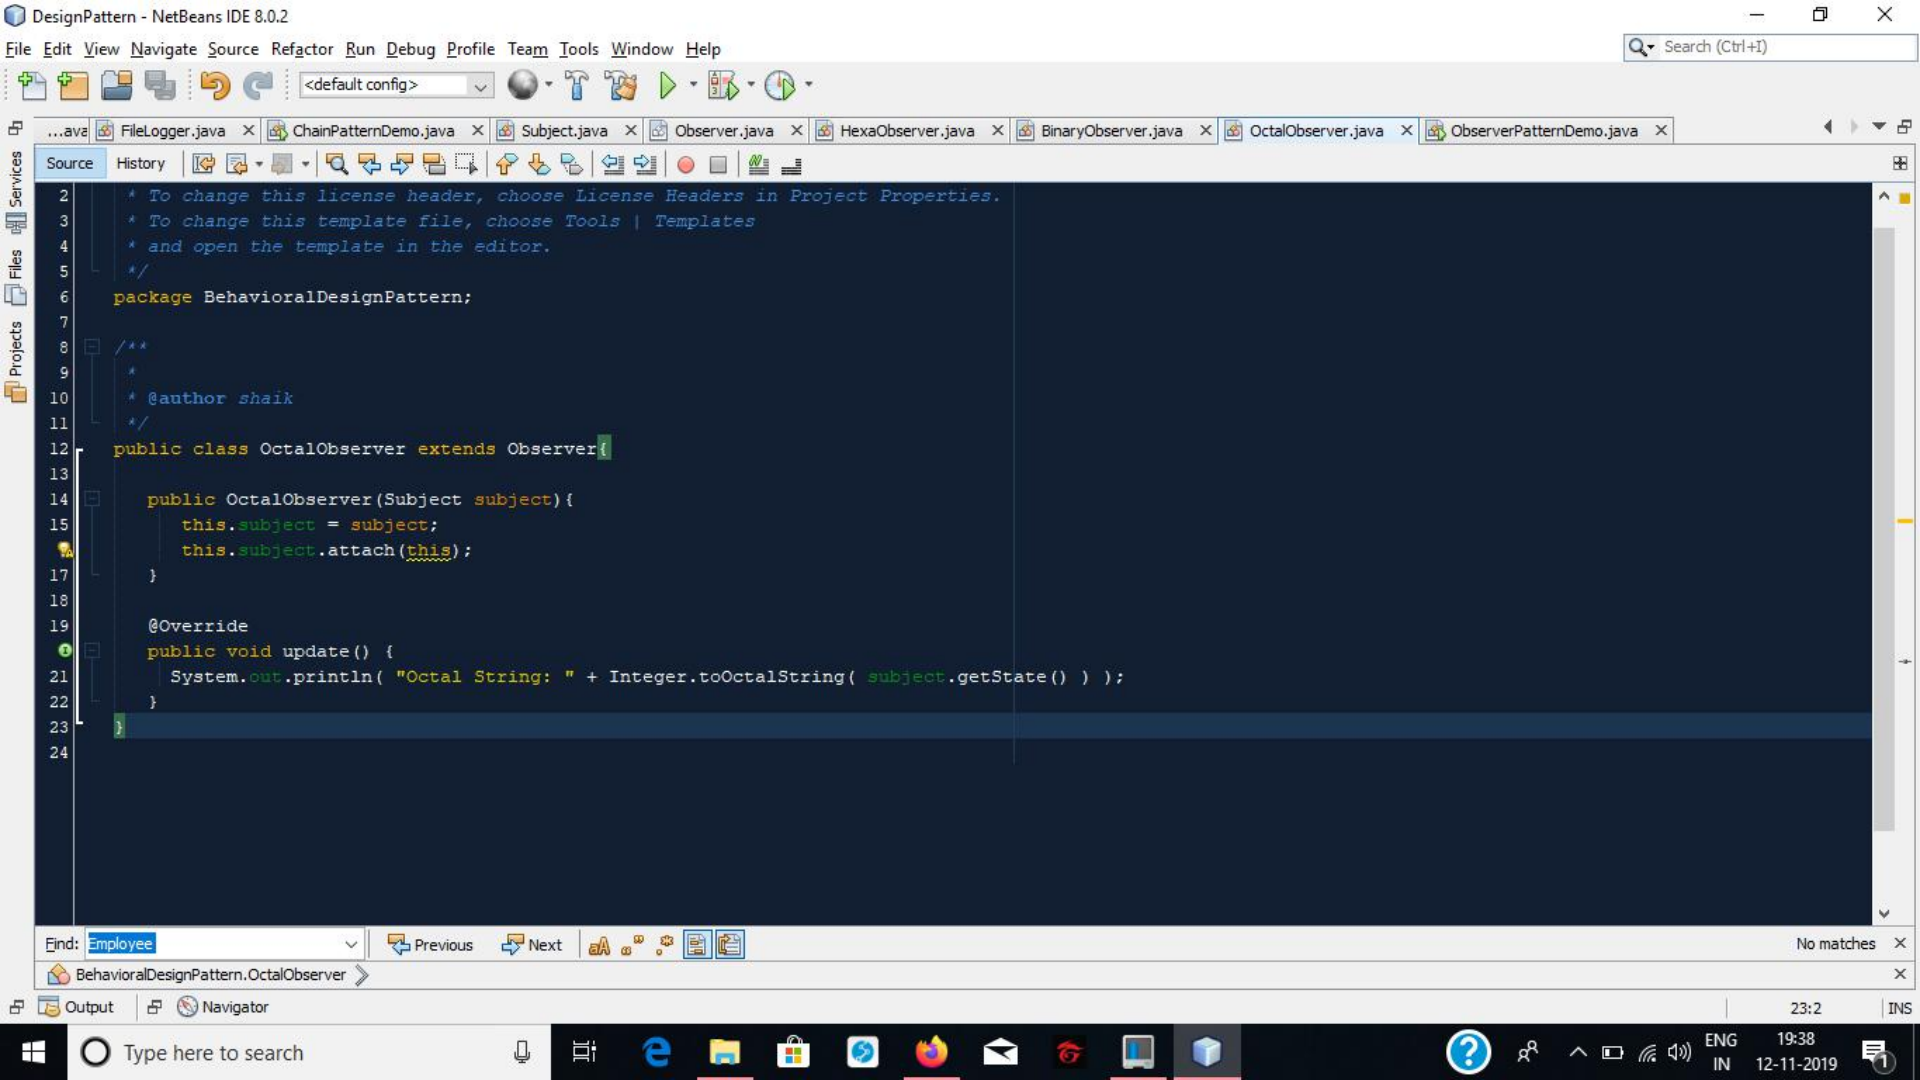 DesignPattern - NetBeans IDE 8.0.2
File Edit View Navigate Source Refactor Run Debug Profile Team Tools Window Help
Search (Ctrl+I)
<default config>
...ava FileLogger.java ChainPatternDemo.java Subject.java Observer.java HexaObserver.java BinaryObserver.java OctalObserver.java ObserverPatternDemo.java
Source History
Services
Files
Projects
2 * To change this license header, choose License Headers in Project Properties.
3 * To change this template file, choose Tools | Templates
4 * and open the template in the editor.
5 */
6 package BehavioralDesignPattern;
7
8 /**
9 *
10 * @author shaik
11 */
12 public class OctalObserver extends Observer{
13
14 public OctalObserver(Subject subject){
15 this.subject = subject;
this.subject.attach(this);
17 }
18
19 @Override
public void update() {
21 System.out.println( "Octal String: " + Integer.toOctalString( subject.getState() ) );
22 }
23 }
24
Find: Employee Previous Next No matches
BehavioralDesignPattern.OctalObserver
Output Navigator 23:2 INS
Type here to search
ENG 19:38
IN 12-11-2019
1